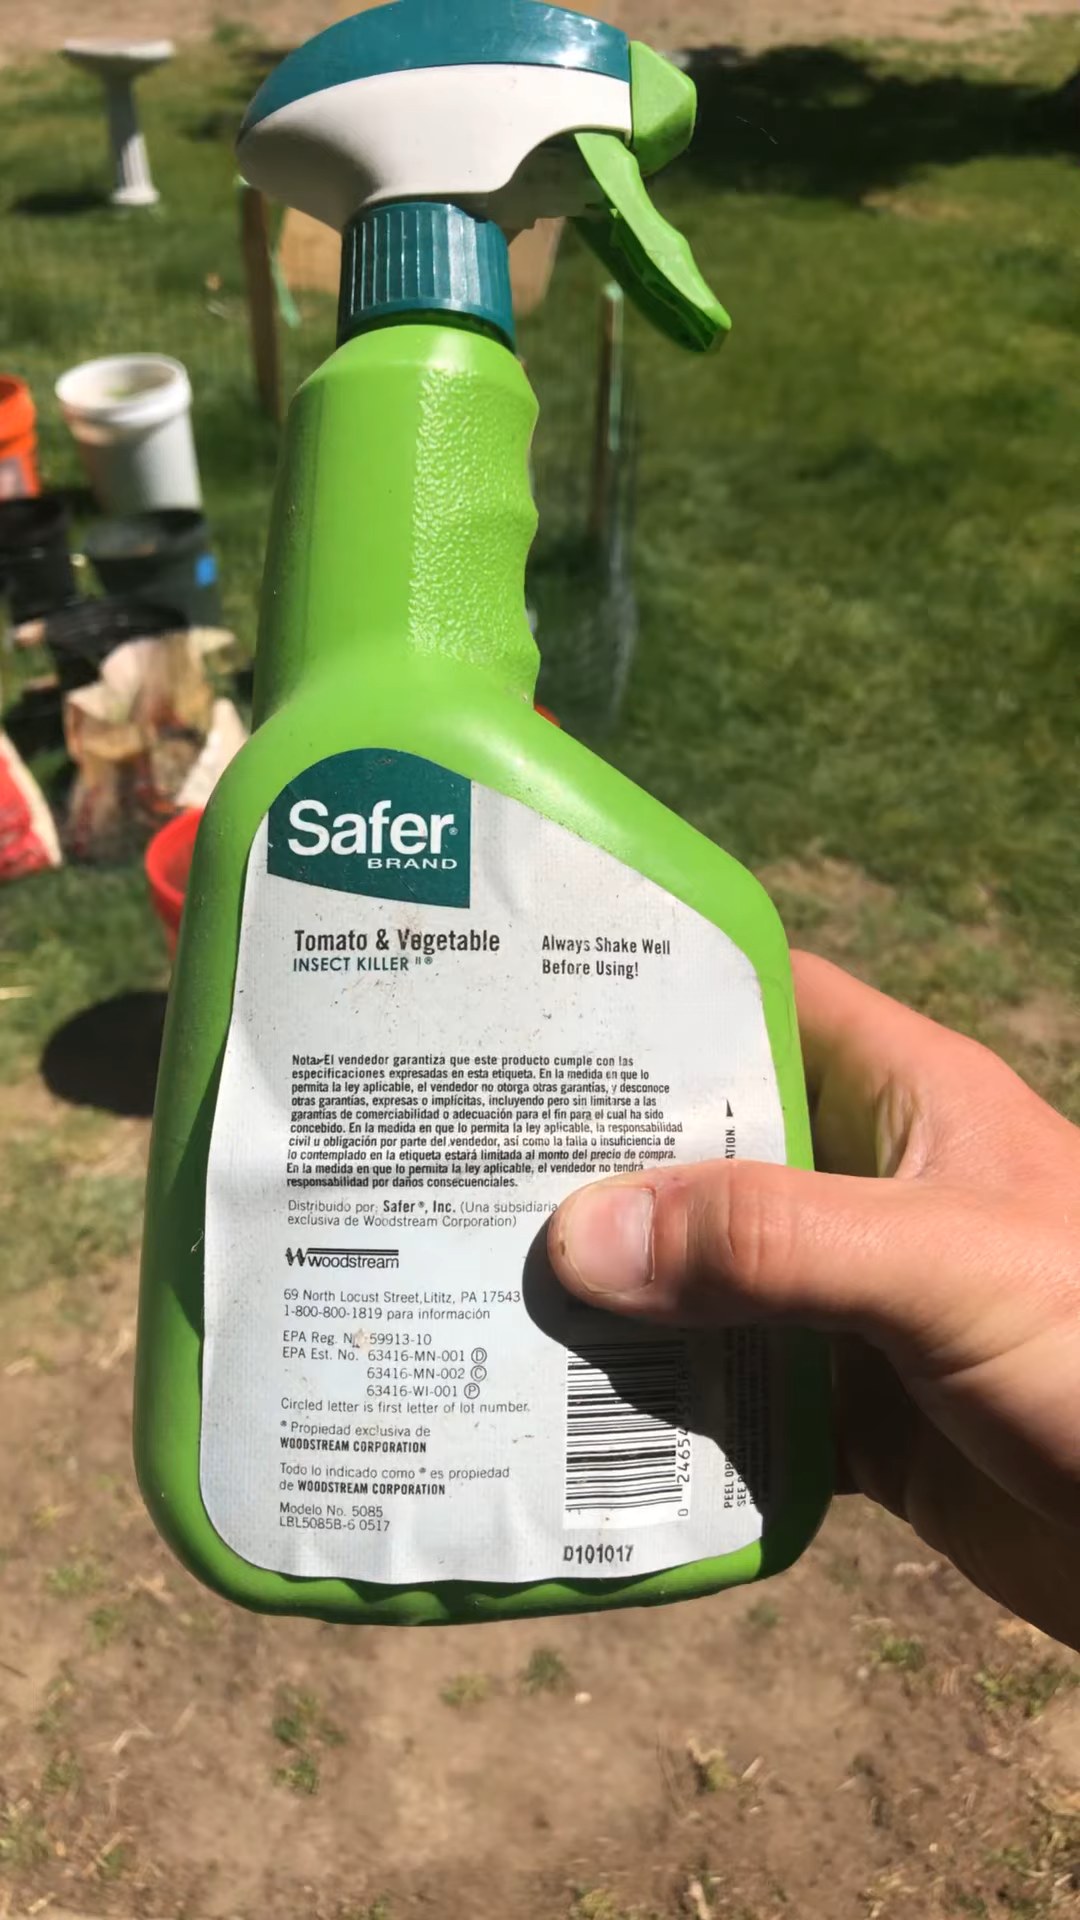 Safer®
BRAND
Tomato & Vegetable
INSECT KILLER II®
Always Shake Well
Before Using!
Nota: El vendedor garantiza que este producto cumple con las
especificaciones expresadas en esta etiqueta. En la medida en que lo
permita la ley aplicable, el vendedor no otorga otras garantías, y desconoce
otras garantías, expresas o implícitas, incluyendo pero sin limitarse a las
garantías de comerciabilidad o adecuación para el fin para el cual ha sido
concebido. En la medida en que lo permita la ley aplicable, la responsabilidad
civil u obligación por parte del vendedor, así como la falla o insuficiencia de
lo contemplado en la etiqueta estará limitada al monto del precio de compra.
En la medida en que lo permita la ley aplicable, el vendedor no tendrá
responsabilidad por daños consecuenciales.
Distribuido por: Safer®, Inc. (Una subsidiaria
exclusiva de Woodstream Corporation)
Woodstream
69 North Locust Street, Lititz, PA 17543
1-800-800-1819 para información
EPA Reg. No. 59913-10
EPA Est. No. 63416-MN-001 Ⓓ
63416-MN-002 Ⓒ
63416-WI-001 Ⓟ
Circled letter is first letter of lot number.
® Propiedad exclusiva de
WOODSTREAM CORPORATION
Todo lo indicado como ® es propiedad
de WOODSTREAM CORPORATION
Modelo No. 5085
LBL5085B-6 0517
0 24654
D101017
PEEL
SEE